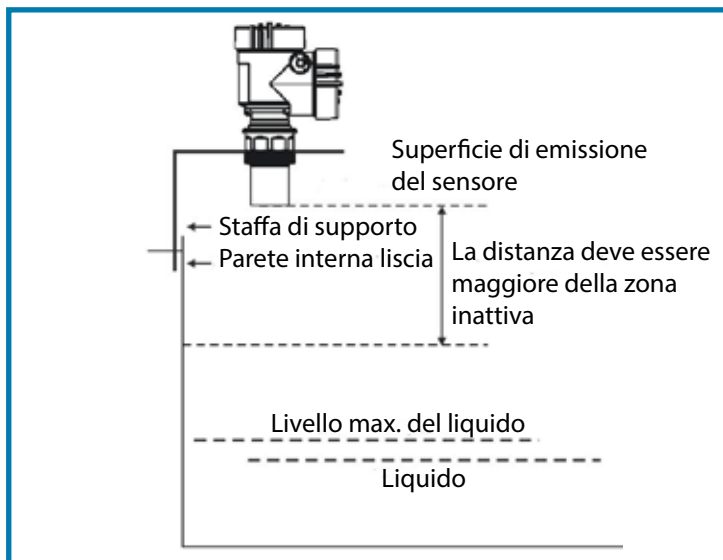 Superficie di emissione
del sensore
Staffa di supporto
Parete interna liscia
La distanza deve essere
maggiore della zona
inattiva
Livello max. del liquido
Liquido